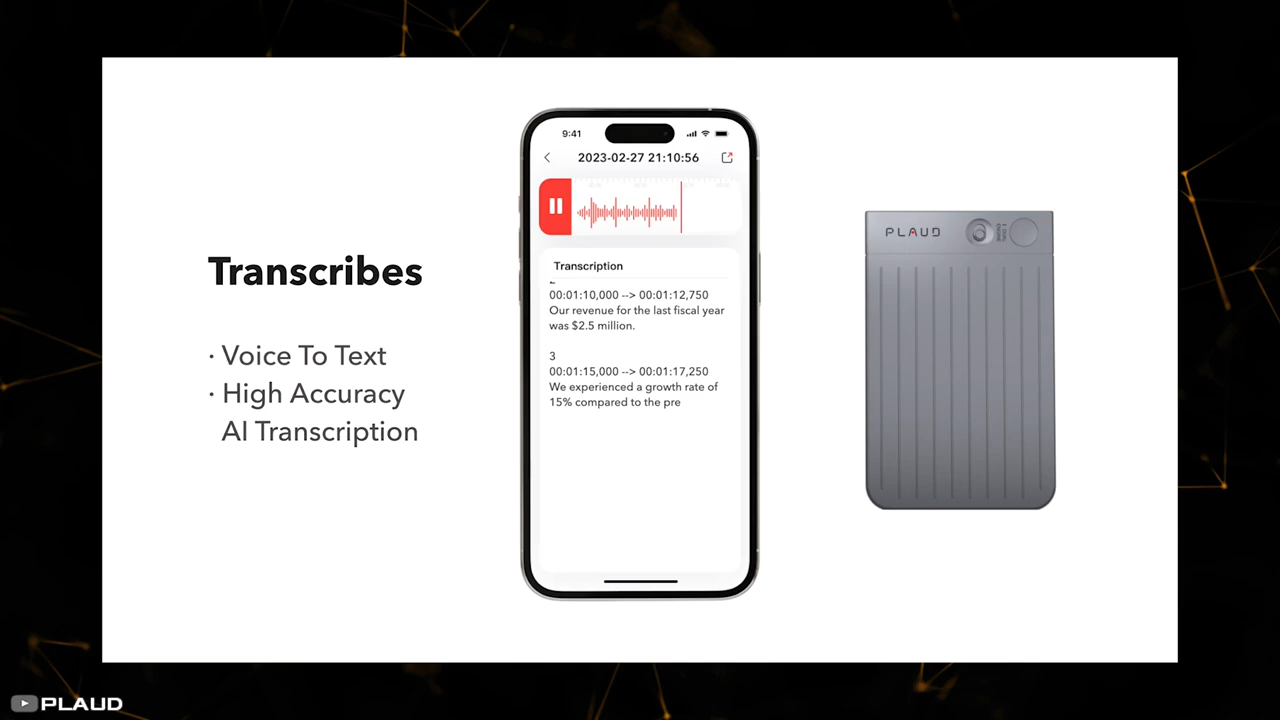 Transcribes
· Voice To Text
· High Accuracy
AI Transcription
9:41
2023-02-27 21:10:56
Transcription
00:01:10,000 --> 00:01:12,750
Our revenue for the last fiscal year
was $2.5 million.
3
00:01:15,000 --> 00:01:17,250
We experienced a growth rate of
15% compared to the pre
PLAUD
PLAUD